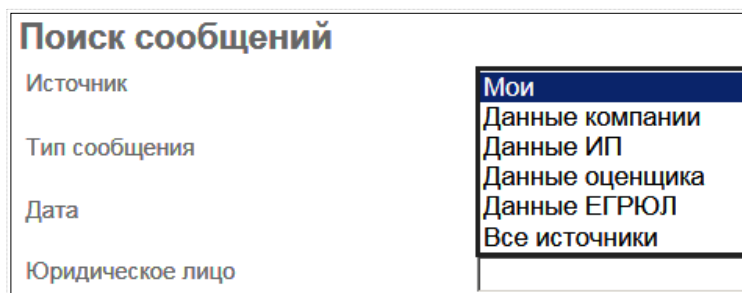 Поиск сообщений
Источник
Мои
Данные компании
Тип сообщения
Данные ИП
Данные оценщика
Дата
Данные ЕГРЮЛ
Все источники
Юридическое лицо